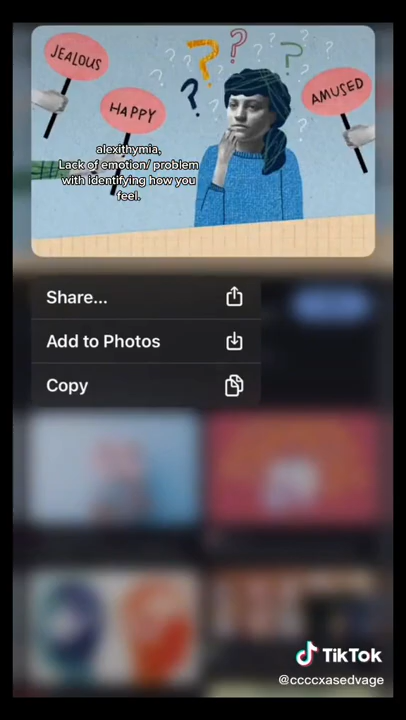 JEALOUS
HAPPY
AMUSED
alexithymia,
Lack of emotion/ problem
with identifying how you
feel.
Share...
Add to Photos
Copy
TikTok
@ccccxasedvage